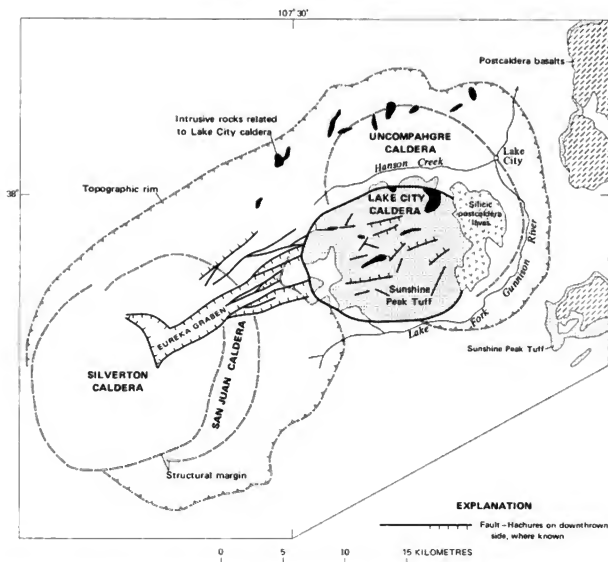 107° 30'
Postcaldera basalts
Intrusive rocks related
to Lake City caldera
UNCOMPAHGRE
CALDERA
Lake
City
Hanson Creek
38°
Topographic rim
LAKE CITY
CALDERA
Silicic
postcaldera
lavas
River
Gunnison
Sunshine
Peak Tuff
Fork
Lake
EUREKA GRABEN
SILVERTON
CALDERA
SAN JUAN CALDERA
Sunshine Peak Tuff
Structural margin
EXPLANATION
Fault—Hachures on downthrown
side, where known
0 5 10 15 KILOMETRES